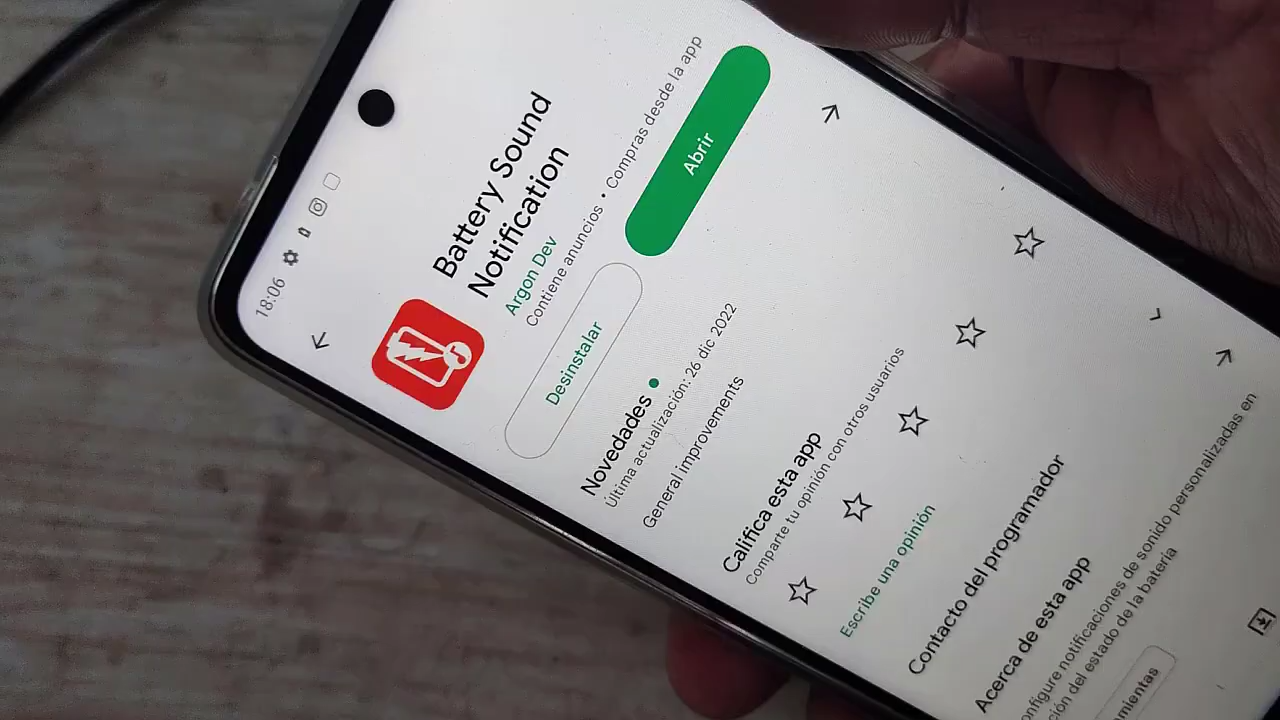 18:06
Battery Sound
Notification
Argon Dev
Contiene anuncios • Compras desde la app
Desinstalar
Abrir
Novedades
Última actualización: 26 dic 2022
General improvements
Califica esta app
Comparte tu opinión con otros usuarios
Escribe una opinión
Contacto del programador
Acerca de esta app
notificaciones de sonido personalizadas en
del estado de la batería